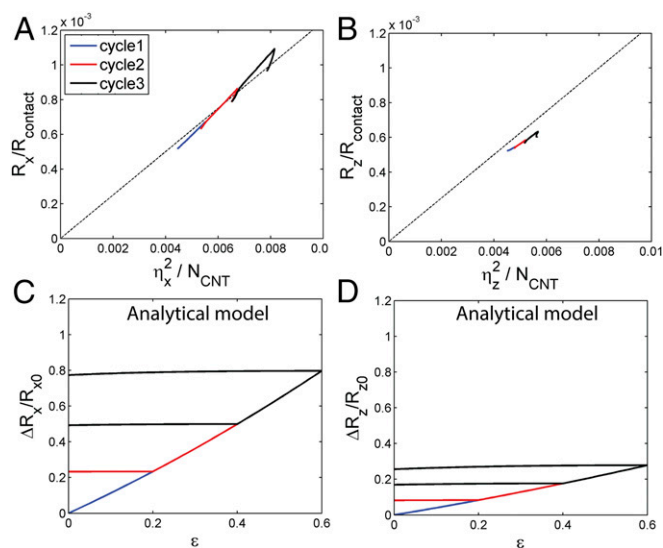 A
× 10⁻³
1.2
1
0.8
0.6
0.4
0.2
0
cycle1
cycle2
cycle3
R_x/R_contact
0 0.002 0.004 0.006 0.008 0.0
η_x² / N_CNT
B
× 10⁻³
1.2
1
0.8
0.6
0.4
0.2
0
R_z/R_contact
0 0.002 0.004 0.006 0.008 0.01
η_z² / N_CNT
C
Analytical model
1.2
1
0.8
0.6
0.4
0.2
0
ΔR_x/R_x0
0 0.2 0.4 0.6
ε
D
Analytical model
1.2
1
0.8
0.6
0.4
0.2
0
ΔR_z/R_z0
0 0.2 0.4 0.6
ε